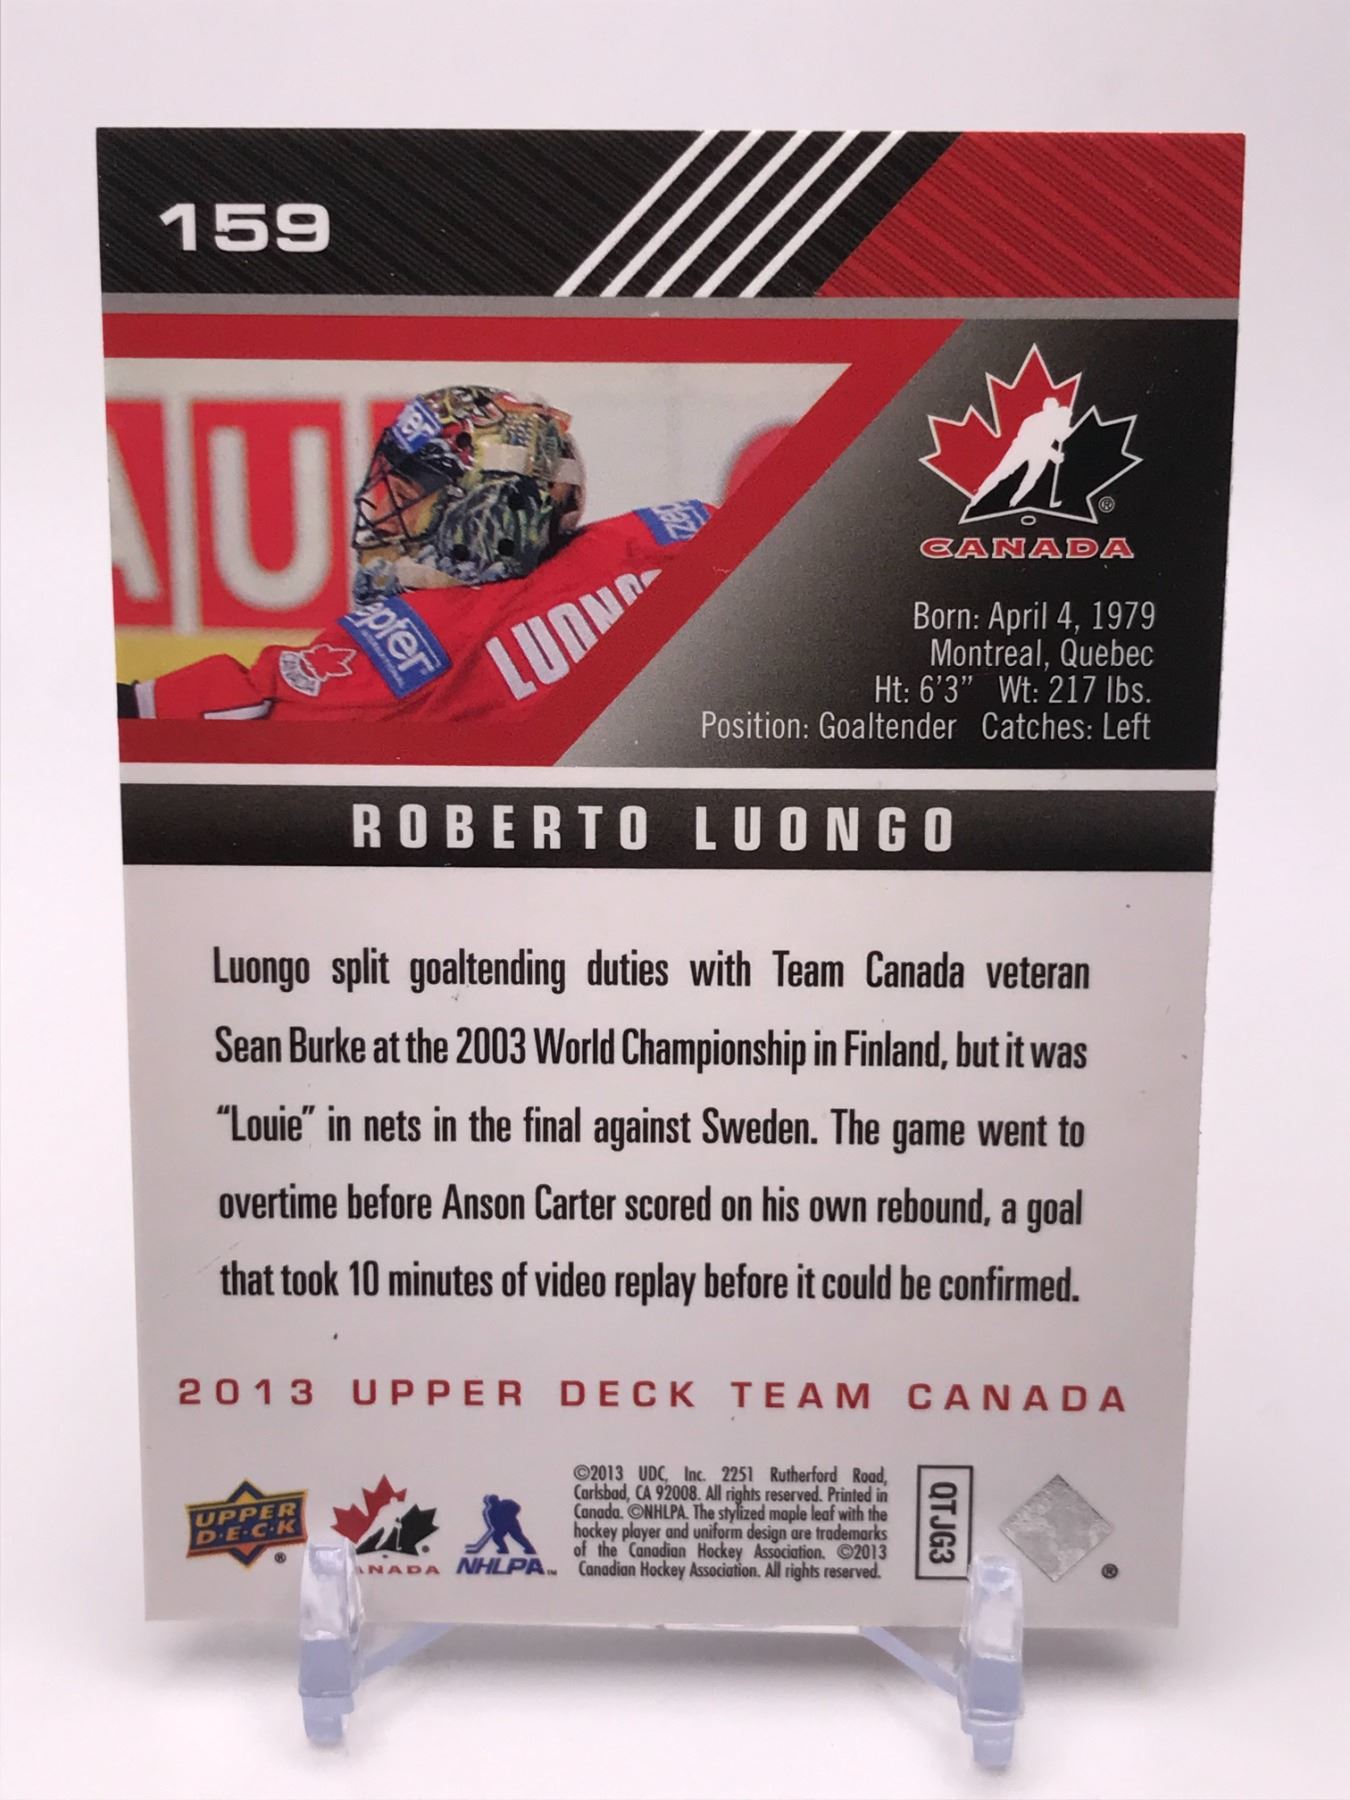 159
AU
CANADA
Born: April 4, 1979
Montreal, Quebec
Ht: 6'3" Wt: 217 lbs.
Position: Goaltender Catches: Left
LUONG
ROBERTO LUONGO
Luongo split goaltending duties with Team Canada veteran
Sean Burke at the 2003 World Championship in Finland, but it was
“Louie” in nets in the final against Sweden. The game went to
overtime before Anson Carter scored on his own rebound, a goal
that took 10 minutes of video replay before it could be confirmed.
2013 UPPER DECK TEAM CANADA
UPPER
D·E·C·K
®
ANADA
NHLPA™
©2013 UDC, Inc. 2251 Rutherford Road,
Carlsbad, CA 92008. All rights reserved. Printed in
Canada. ©NHLPA. The stylized maple leaf with the
hockey player and uniform design are trademarks
of the Canadian Hockey Association. ©2013
Canadian Hockey Association. All rights reserved.
QTJG3
®